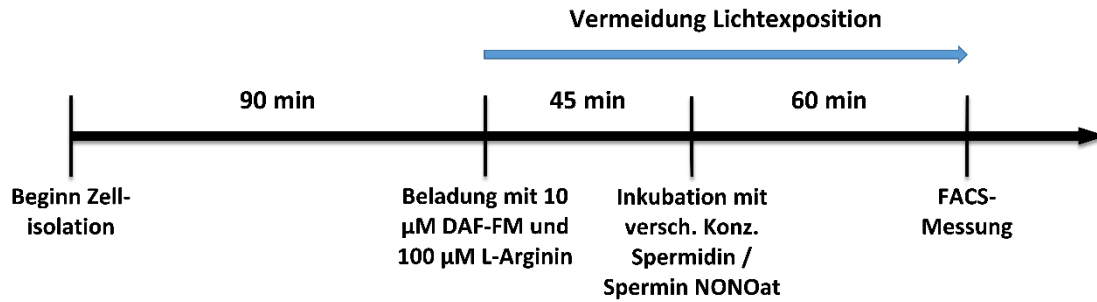 Vermeidung Lichtexposition
90 min
45 min
60 min
Beginn Zell-
isolation
Beladung mit 10
µM DAF-FM und
100 µM L-Arginin
Inkubation mit
versch. Konz.
Spermidin /
Spermin NONOat
FACS-
Messung